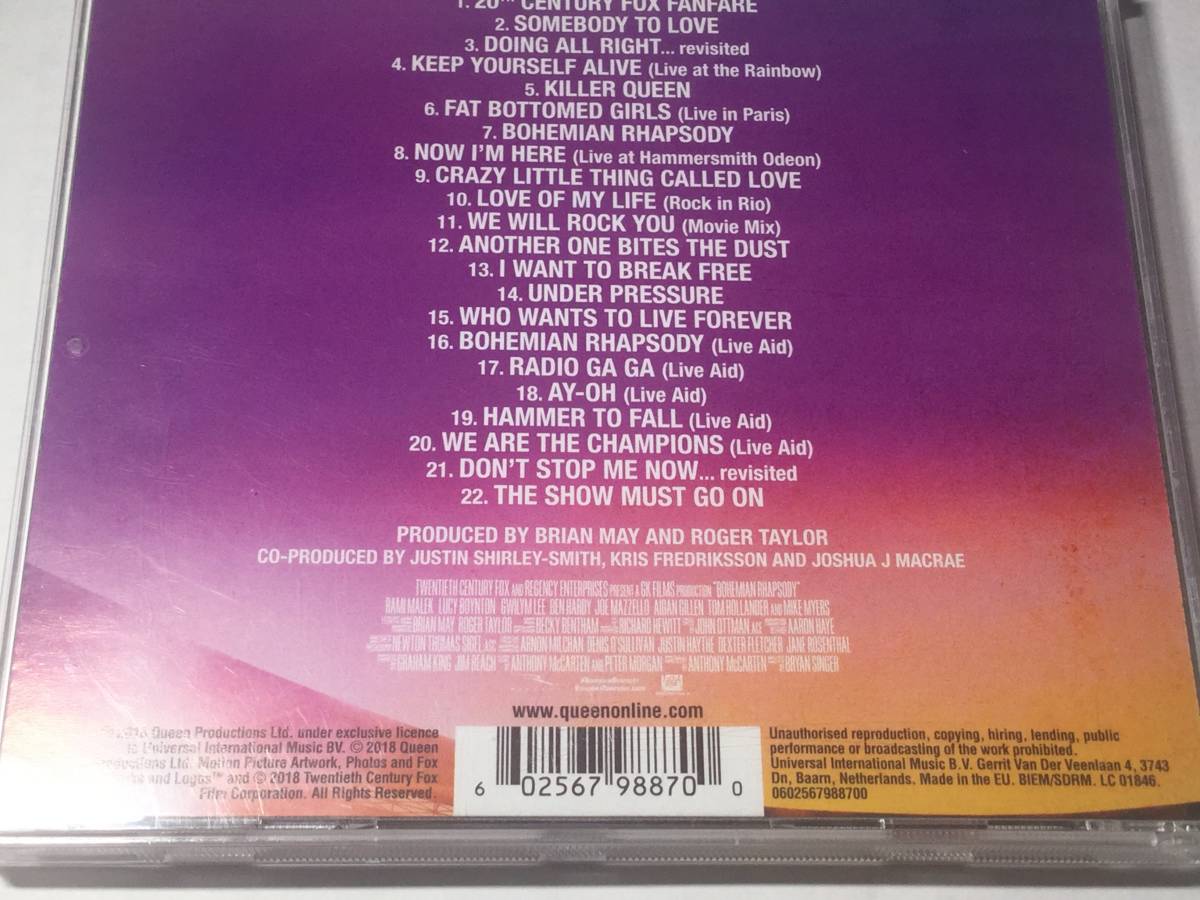 1. 20TH CENTURY FOX FANFARE
2. SOMEBODY TO LOVE
3. DOING ALL RIGHT... revisited
4. KEEP YOURSELF ALIVE (Live at the Rainbow)
5. KILLER QUEEN
6. FAT BOTTOMED GIRLS (Live in Paris)
7. BOHEMIAN RHAPSODY
8. NOW I'M HERE (Live at Hammersmith Odeon)
9. CRAZY LITTLE THING CALLED LOVE
10. LOVE OF MY LIFE (Rock in Rio)
11. WE WILL ROCK YOU (Movie Mix)
12. ANOTHER ONE BITES THE DUST
13. I WANT TO BREAK FREE
14. UNDER PRESSURE
15. WHO WANTS TO LIVE FOREVER
16. BOHEMIAN RHAPSODY (Live Aid)
17. RADIO GA GA (Live Aid)
18. AY-OH (Live Aid)
19. HAMMER TO FALL (Live Aid)
20. WE ARE THE CHAMPIONS (Live Aid)
21. DON'T STOP ME NOW... revisited
22. THE SHOW MUST GO ON
PRODUCED BY BRIAN MAY AND ROGER TAYLOR
CO-PRODUCED BY JUSTIN SHIRLEY-SMITH, KRIS FREDRIKSSON AND JOSHUA J MACRAE
TWENTIETH CENTURY FOX AND REGENCY ENTERPRISES PRESENT A GK FILMS PRODUCTION "BOHEMIAN RHAPSODY"
RAMI MALEK LUCY BOYNTON GWILYM LEE BEN HARDY JOE MAZZELLO AIDAN GILLEN TOM HOLLANDER AND MIKE MYERS
BRIAN MAY ROGER TAYLOR BECKY BENTHAM RICHARD HEWITT JOHN OTTMAN, ACE AARON HAYE
NEWTON THOMAS SIGEL, ASC ARNON MILCHAN DENIS O'SULLIVAN JUSTIN HAYTHE DEXTER FLETCHER JANE ROSENTHAL
GRAHAM KING JIM BEACH ANTHONY McCARTEN AND PETER MORGAN ANTHONY McCARTEN BRYAN SINGER
www.queenonline.com
2018 Queen Productions Ltd. under exclusive licence
to Universal International Music BV. © 2018 Queen
Productions Ltd. Motion Picture Artwork, Photos and Fox
and Logos™ and © 2018 Twentieth Century Fox
Film Corporation. All Rights Reserved.
6 02567 98870 0
Unauthorised reproduction, copying, hiring, lending, public
performance or broadcasting of the work prohibited.
Universal International Music B.V. Gerrit Van Der Veenlaan 4, 3743
Dn, Baarn, Netherlands. Made in the EU. BIEM/SDRM. LC 01846.
0602567988700